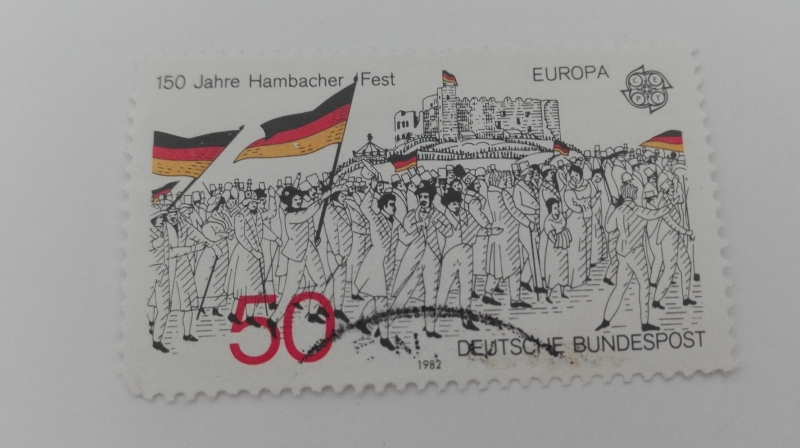 150 Jahre Hambacher Fest
EUROPA
CEPT
50
1982
DEUTSCHE BUNDESPOST